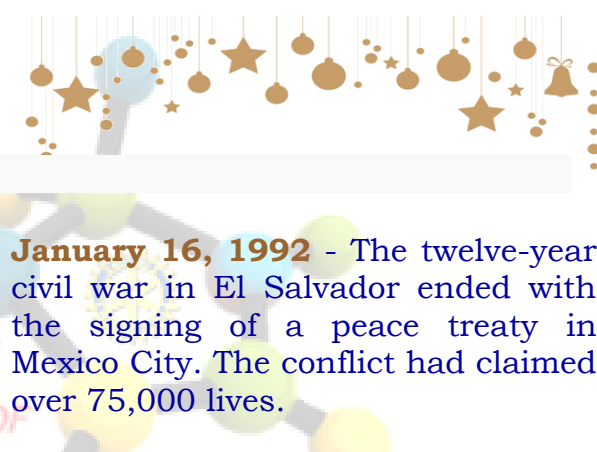 January 16, 1992 - The twelve-year
civil war in El Salvador ended with
the signing of a peace treaty in
Mexico City. The conflict had claimed
over 75,000 lives.